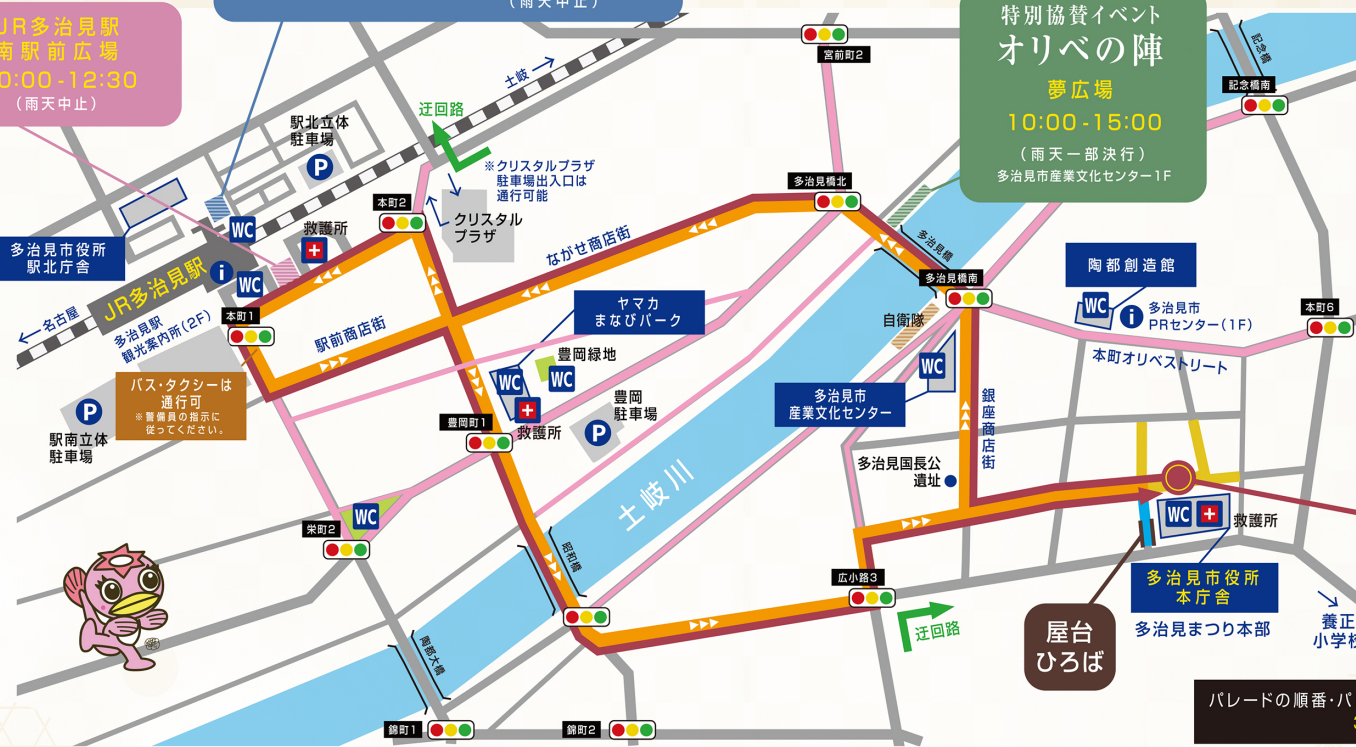 JR多治見駅
南駅前広場
0:00-12:30
(雨天中止)
(雨天中止)
特別協賛イベント
オリベの陣
夢広場
10:00-15:00
(雨天一部決行)
多治見市産業文化センター1F
宮前町2
記念橋
記念橋南
土岐
迂回路
駅北立体
駐車場
P
※クリスタルプラザ
駐車場出入口は
通行可能
多治見橋北
本町2
クリスタル
プラザ
WC
救護所
多治見市役所
駅北庁舎
JR多治見駅
i
WC
ながせ商店街
多治見橋
多治見橋南
陶都創造館
WC
i
多治見市
PRセンター(1F)
本町6
本町オリベストリート
名古屋
多治見駅
観光案内所(2F)
本町1
駅前商店街
ヤマカ
まなびパーク
自衛隊
豊岡緑地
WC
WC
WC
救護所
豊岡
駐車場
P
多治見市
産業文化センター
銀座商店街
バス・タクシーは
通行可
※警備員の指示に
従ってください。
P
駅南立体
駐車場
豊岡町1
多治見国長公
遺址
土岐川
WC
栄町2
昭和橋
WC
救護所
広小路3
迂回路
多治見市役所
本庁舎
多治見まつり本部
屋台
ひろば
養正
小学校
陶都大橋
錦町1
錦町2
パレードの順番・パ